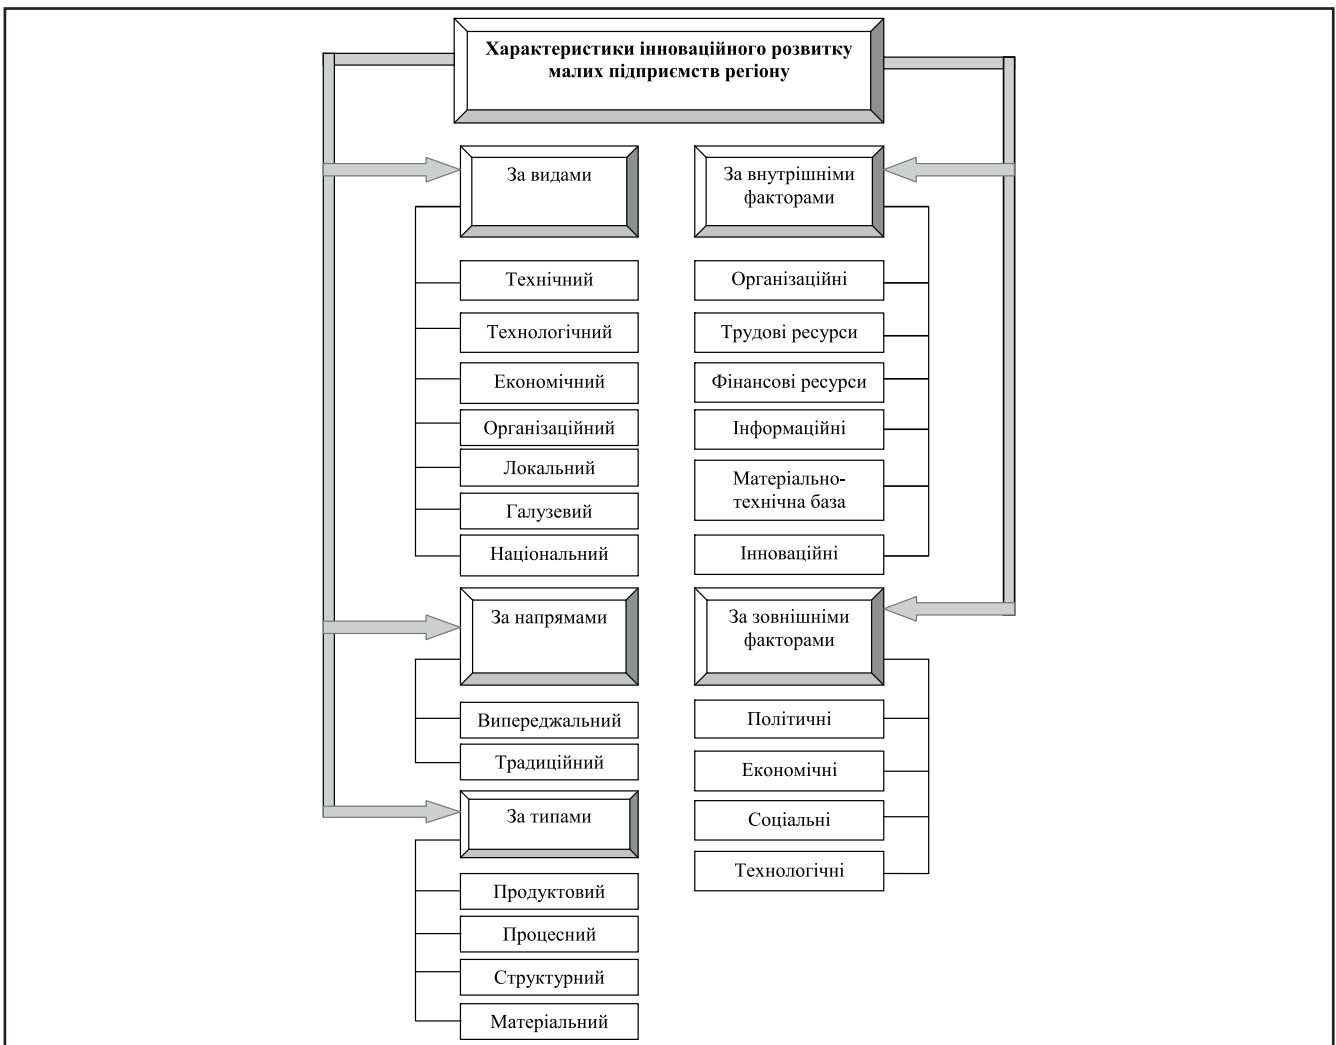 Характеристики інноваційного розвитку
малих підприємств регіону
За видами
Технічний
Технологічний
Економічний
Організаційний
Локальний
Галузевий
Національний
За напрямами
Випереджальний
Традиційний
За типами
Продуктовий
Процесний
Структурний
Матеріальний
За внутрішніми
факторами
Організаційні
Трудові ресурси
Фінансові ресурси
Інформаційні
Матеріально-
технічна база
Інноваційні
За зовнішніми
факторами
Політичні
Економічні
Соціальні
Технологічні